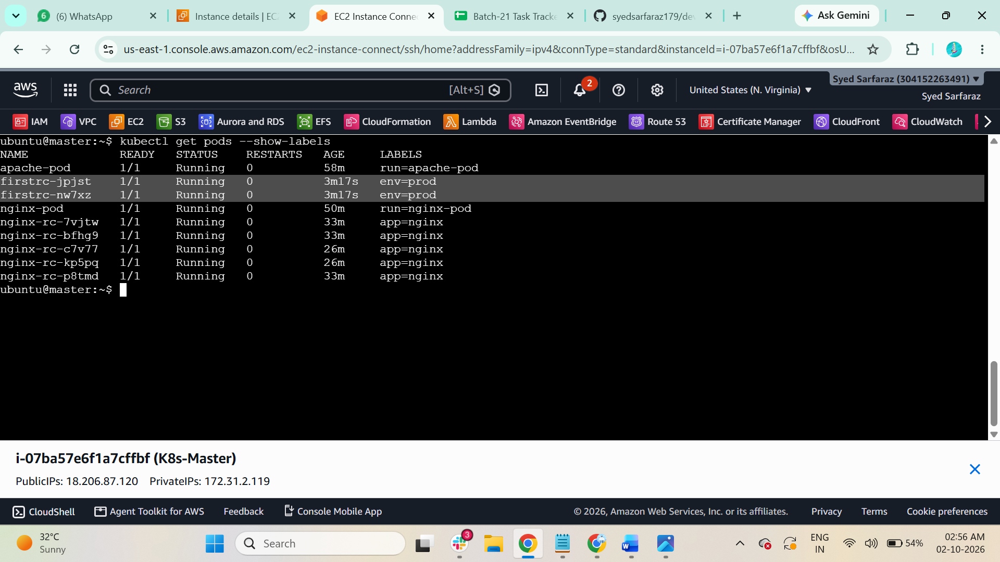 6
(6) WhatsApp
Instance details | EC2
EC2 Instance Conne
Batch-21 Task Tracke
syedsarfaraz179/dev
Ask Gemini
us-east-1.console.aws.amazon.com/ec2-instance-connect/ssh/home?addressFamily=ipv4&connType=standard&instanceId=i-07ba57e6f1a7cffbf&osU...
aws
Search
[Alt+S]
2
United States (N. Virginia) ▼
Syed Sarfaraz (304152263491) ▼
Syed Sarfaraz
IAM
VPC
EC2
S3
Aurora and RDS
EFS
CloudFormation
Lambda
Amazon EventBridge
Route 53
Certificate Manager
CloudFront
CloudWatch
ubuntu@master:~$ kubectl get pods --show-labels
NAME READY STATUS RESTARTS AGE LABELS
apache-pod 1/1 Running 0 58m run=apache-pod
firstrc-jpjst 1/1 Running 0 3m17s env=prod
firstrc-nw7xz 1/1 Running 0 3m17s env=prod
nginx-pod 1/1 Running 0 50m run=nginx-pod
nginx-rc-7vjtw 1/1 Running 0 33m app=nginx
nginx-rc-bfhg9 1/1 Running 0 33m app=nginx
nginx-rc-c7v77 1/1 Running 0 26m app=nginx
nginx-rc-kp5pq 1/1 Running 0 26m app=nginx
nginx-rc-p8tmd 1/1 Running 0 33m app=nginx
ubuntu@master:~$
i-07ba57e6f1a7cffbf (K8s-Master)
PublicIPs: 18.206.87.120 PrivateIPs: 172.31.2.119
CloudShell
Agent Toolkit for AWS
Feedback
Console Mobile App
© 2026, Amazon Web Services, Inc. or its affiliates.
Privacy
Terms
Cookie preferences
32°C
Sunny
Search
3
W
ENG
IN
54%
02:56 AM
02-10-2026